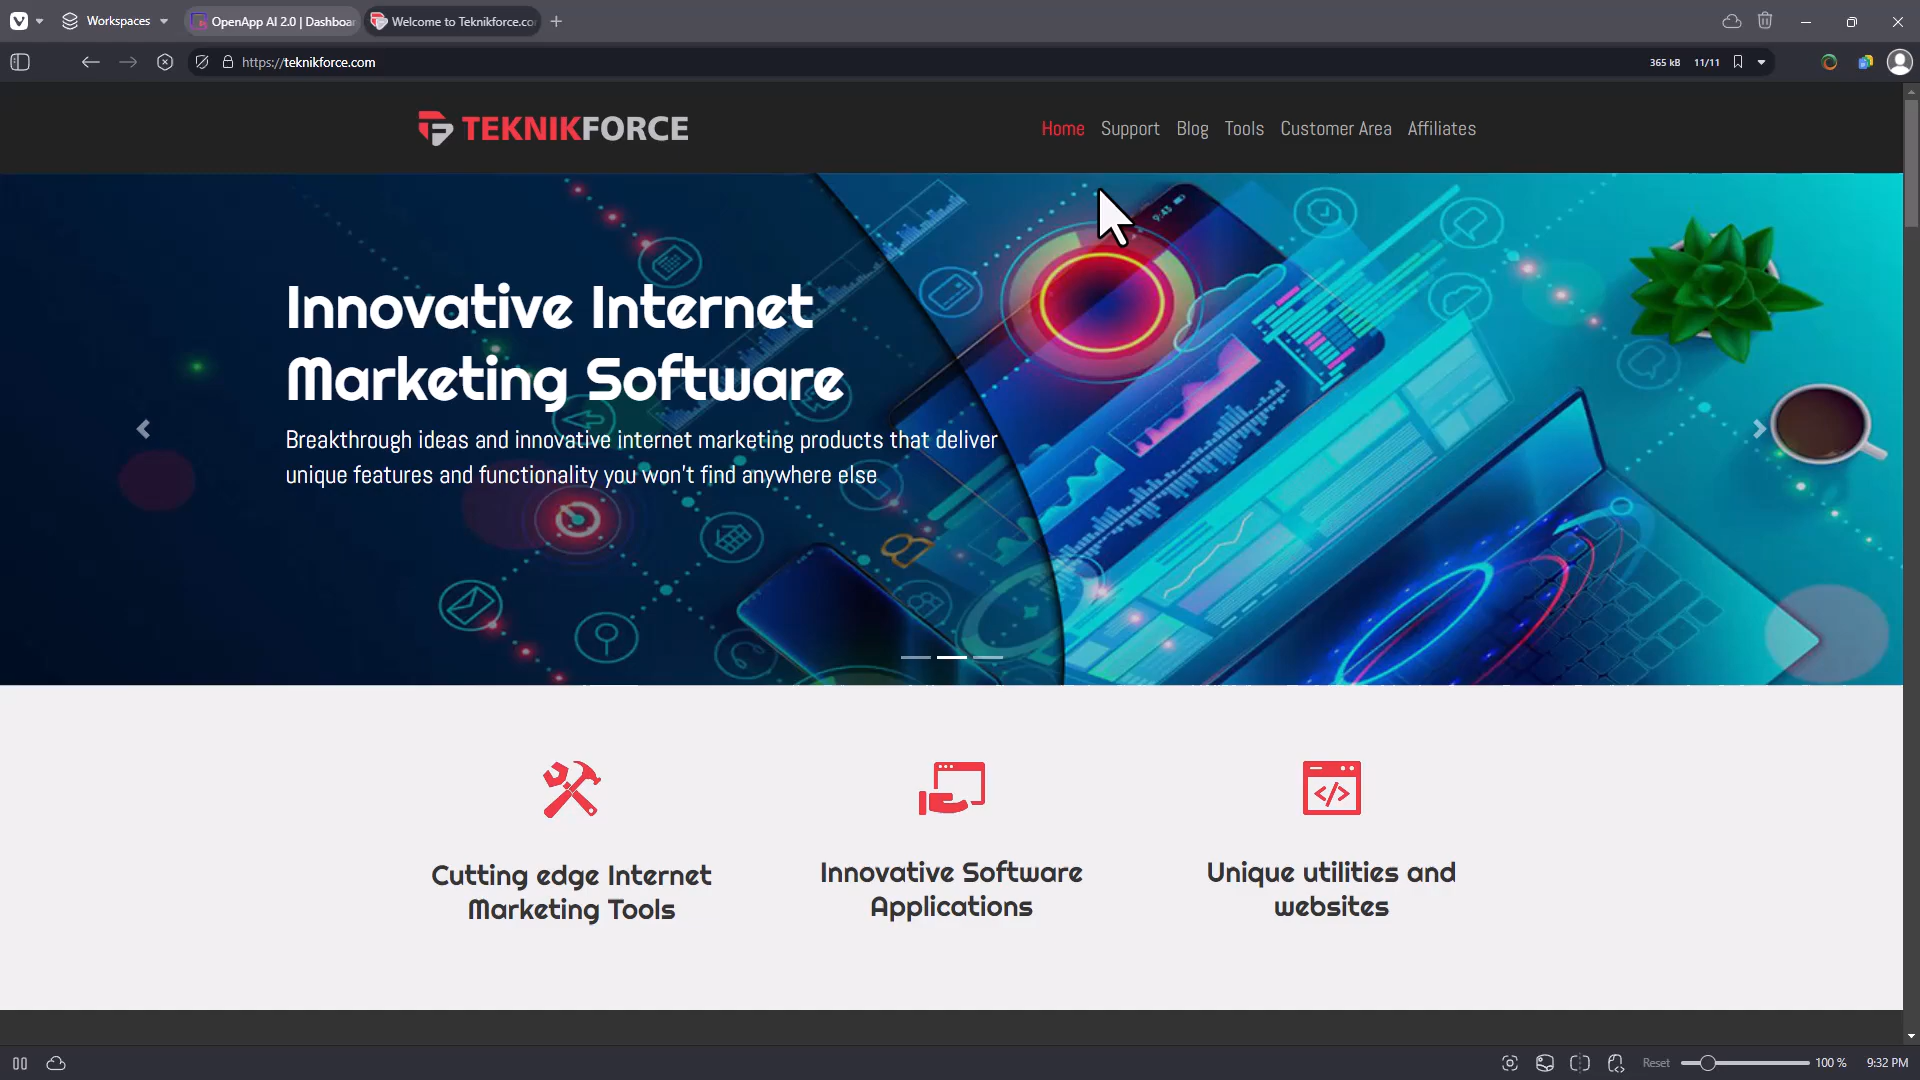 Workspaces
OpenApp AI 2.0 | Dashboar
Welcome to Teknikforce.co
https://teknikforce.com
365 kB
11/11
TEKNIKFORCE
Home
Support
Blog
Tools
Customer Area
Affiliates
9:43
Innovative Internet
Marketing Software
Breakthrough ideas and innovative internet marketing products that deliver
unique features and functionality you won't find anywhere else
Cutting edge Internet
Marketing Tools
Innovative Software
Applications
Unique utilities and
websites
Reset
100 %
9:32 PM